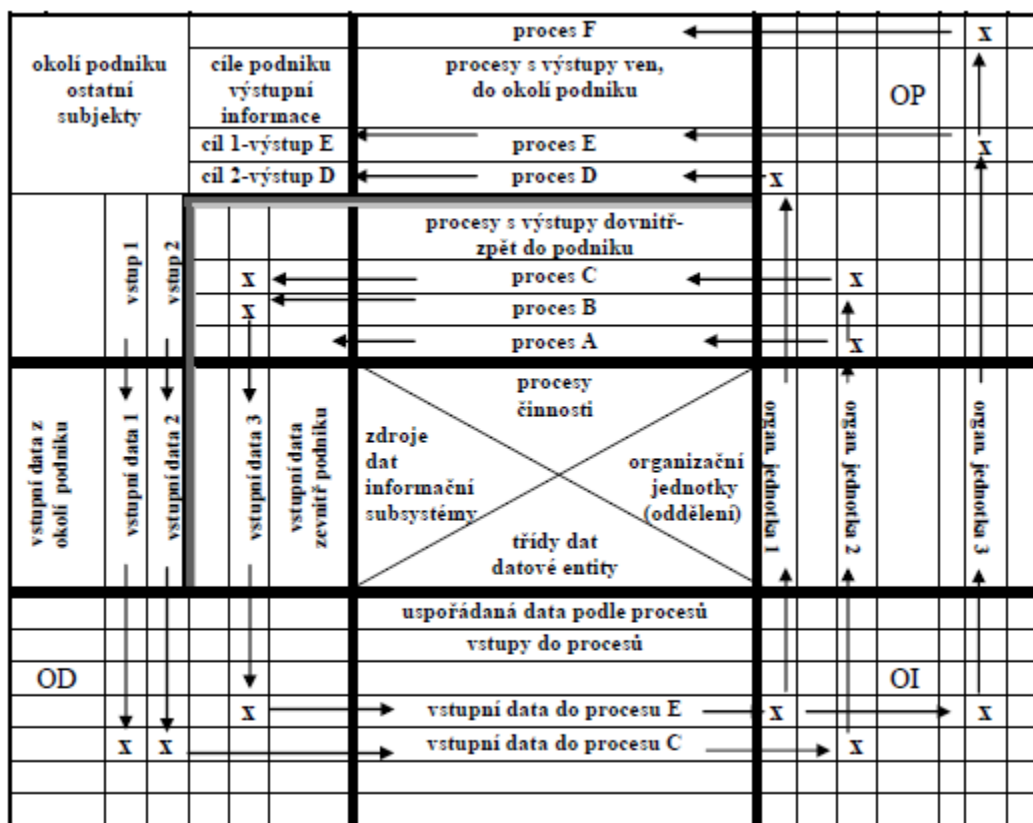 proces F
x
okolí podniku
ostatní
subjekty
cíle podniku
výstupní
informace
procesy s výstupy ven,
do okolí podniku
OP
cíl 1-výstup E
proces E
x
cíl 2-výstup D
proces D
x
vstup 1
vstup 2
procesy s výstupy dovnitř-
zpět do podniku
x
proces C
x
x
proces B
proces A
x
vstupní data z
okolí podniku
vstupní data 1
vstupní data 2
vstupní data 3
vstupní data
zevnitř podniku
procesy
činnosti
zdroje
dat
informační
subsystémy
organizační
jednotky
(oddělení)
třídy dat
datové entity
organ. jednotka 1
organ. jednotka 2
organ. jednotka 3
uspořádaná data podle procesů
vstupy do procesů
OD
OI
x
vstupní data do procesu E
x
x
x
x
vstupní data do procesu C
x